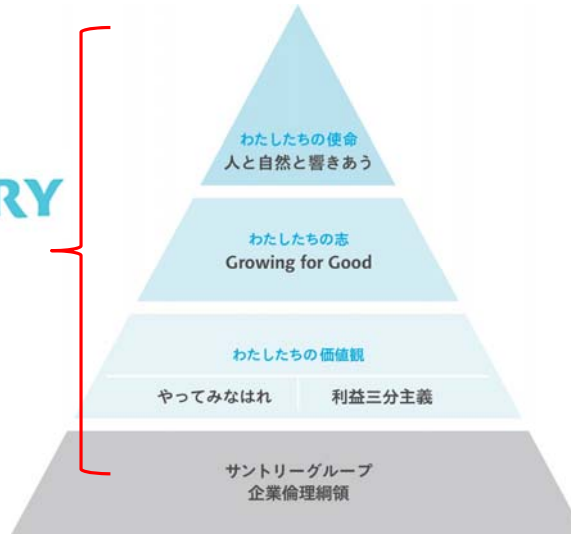 わたしたちの使命
人と自然と響きあう
RY
わたしたちの志
Growing for Good
わたしたちの価値観
やってみなはれ 利益三分主義
サントリーグループ
企業倫理綱領